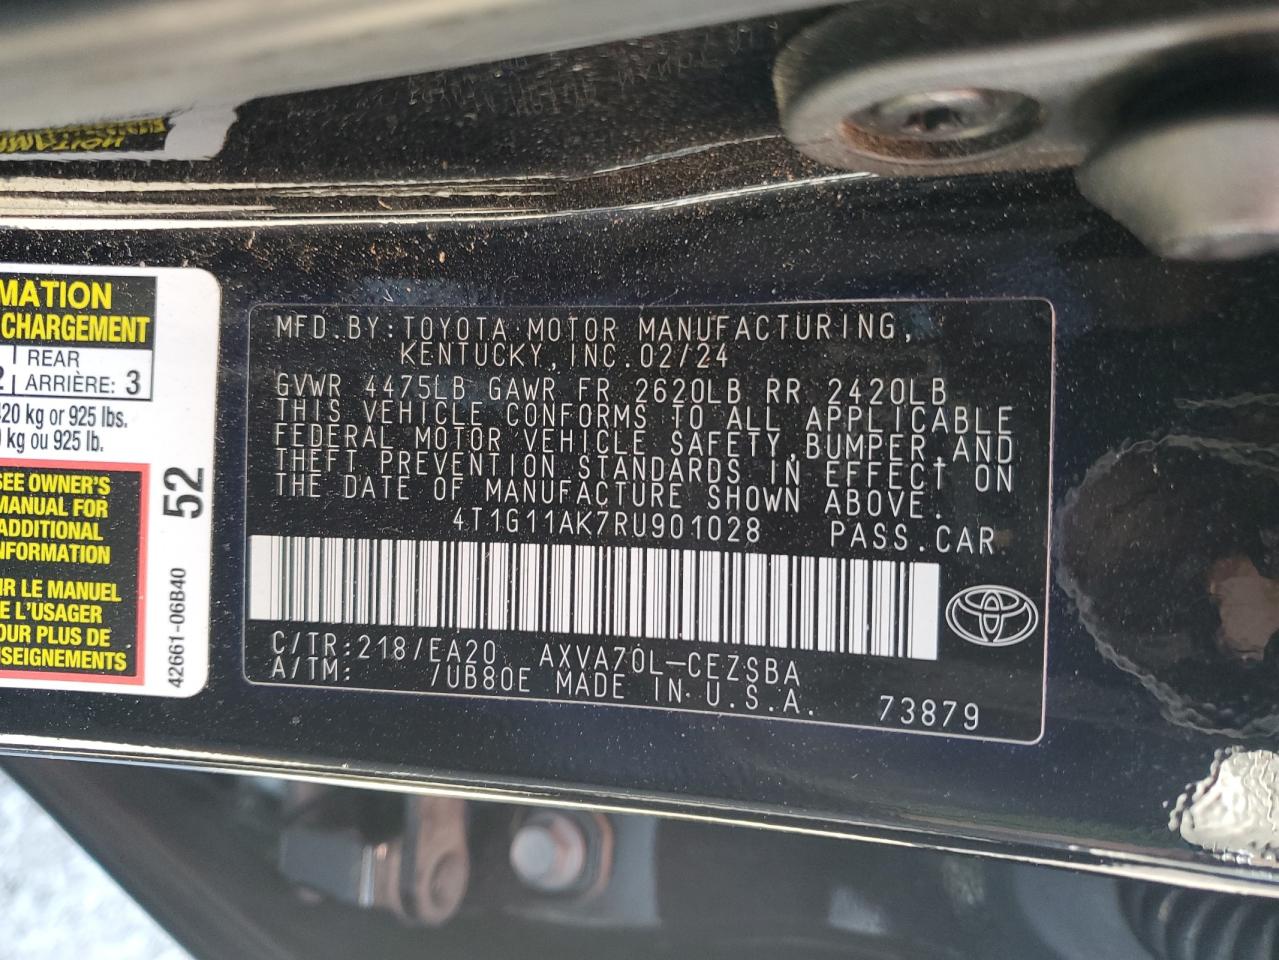 MATION
CHARGEMENT
REAR
2 ARRIÈRE: 3
420 kg or 925 lbs.
kg ou 925 lb.
SEE OWNER'S
MANUAL FOR
ADDITIONAL
NFORMATION
IR LE MANUEL
E L'USAGER
OUR PLUS DE
SEIGNEMENTS
52
42661-06B40
MFD.BY:TOYOTA MOTOR MANUFACTURING,
KENTUCKY,INC.02/24
GVWR 4475LB GAWR FR 2620LB RR 2420LB
THIS VEHICLE CONFORMS TO ALL APPLICABLE
FEDERAL MOTOR VEHICLE SAFETY,BUMPER,AND
THEFT PREVENTION STANDARDS IN EFFECT ON
THE DATE OF MANUFACTURE SHOWN ABOVE.
4T1G11AK7RU901028 PASS.CAR
C/TR:218/EA20 AXVA70L-CEZSBA
A/TM: /UB80E MADE IN U.S.A.
73879